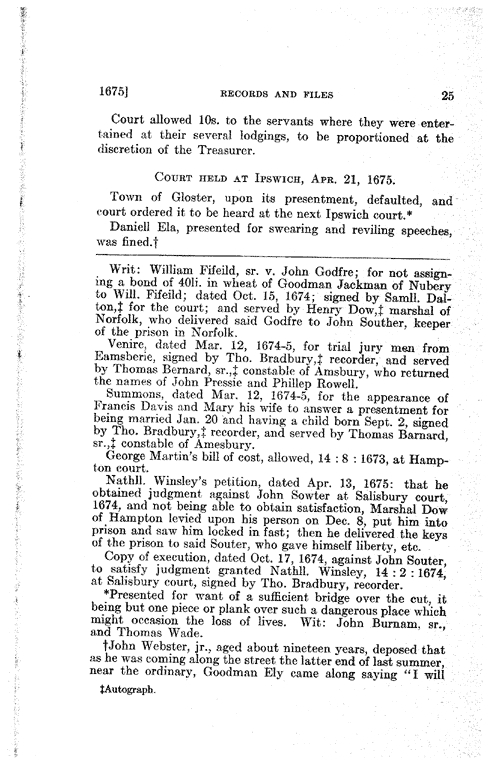 1675] RECORDS AND FILES 25
Court allowed 10s. to the servants where they were enter-
tained at their several lodgings, to be proportioned at the
discretion of the Treasurer.
COURT HELD AT IPSWICH, APR. 21, 1675.
Town of Gloster, upon its presentment, defaulted, and
court ordered it to be heard at the next Ipswich court.*
Daniell Ela, presented for swearing and reviling speeches,
was fined.†
Writ: William Fifeild, sr. v. John Godfre; for not assign-
ing a bond of 40li. in wheat of Goodman Jackman of Nubery
to Will. Fifeild; dated Oct. 15, 1674; signed by Samll. Dal-
ton,‡ for the court; and served by Henry Dow,‡ marshal of
Norfolk, who delivered said Godfre to John Souther, keeper
of the prison in Norfolk.
Venire, dated Mar. 12, 1674-5, for trial jury men from
Eamsberie, signed by Tho. Bradbury,‡ recorder, and served
by Thomas Bernard, sr.,‡ constable of Amsbury, who returned
the names of John Pressie and Phillep Rowell.
Summons, dated Mar. 12, 1674-5, for the appearance of
Francis Davis and Mary his wife to answer a presentment for
being married Jan. 20 and having a child born Sept. 2, signed
by Tho. Bradbury,‡ recorder, and served by Thomas Barnard,
sr.,‡ constable of Amesbury.
George Martin's bill of cost, allowed, 14 : 8 : 1673, at Hamp-
ton court.
Nathll. Winsley's petition, dated Apr. 13, 1675: that he
obtained judgment against John Sowter at Salisbury court,
1674, and not being able to obtain satisfaction, Marshal Dow
of Hampton levied upon his person on Dec. 8, put him into
prison and saw him locked in fast; then he delivered the keys
of the prison to said Souter, who gave himself liberty, etc.
Copy of execution, dated Oct. 17, 1674, against John Souter,
to satisfy judgment granted Nathll. Winsley, 14 : 2 : 1674,
at Salisbury court, signed by Tho. Bradbury, recorder.
*Presented for want of a sufficient bridge over the cut, it
being but one piece or plank over such a dangerous place which
might occasion the loss of lives. Wit: John Burnam, sr.,
and Thomas Wade.
†John Webster, jr., aged about nineteen years, deposed that
as he was coming along the street the latter end of last summer,
near the ordinary, Goodman Ely came along saying "I will
‡Autograph.